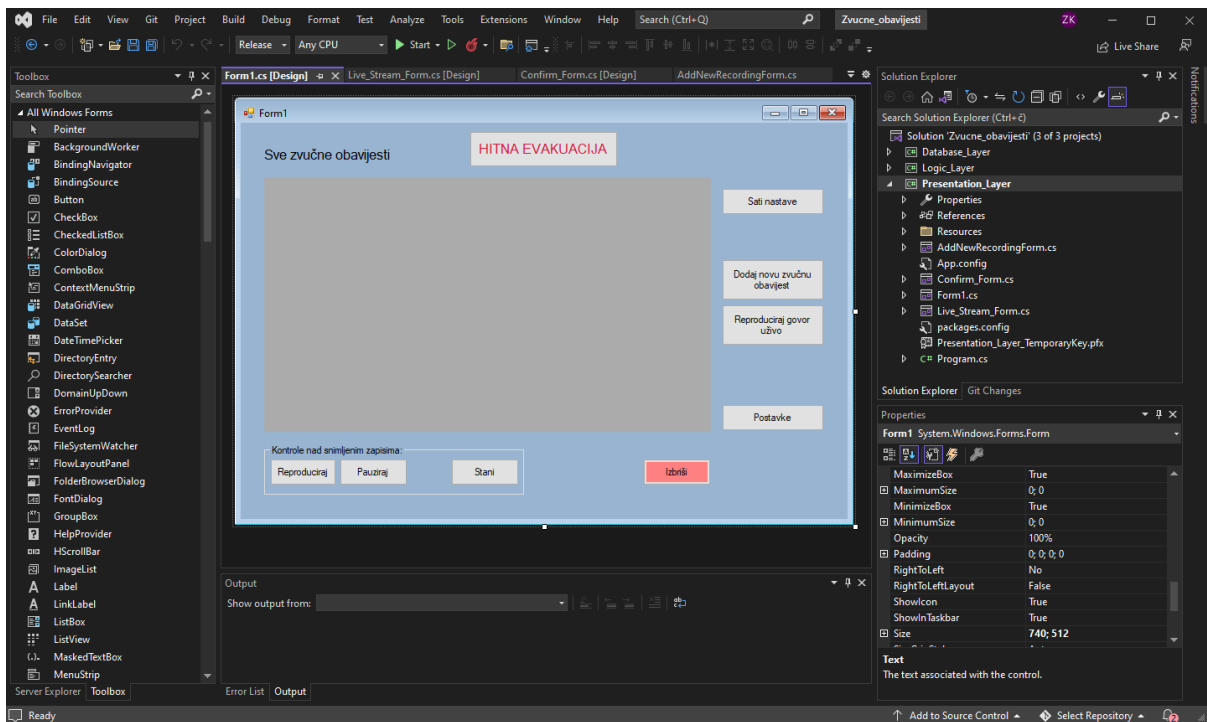 File Edit View Git Project Build Debug Format Test Analyze Tools Extensions Window Help Search (Ctrl+Q) Zvucne_obavijesti ZK
Release Any CPU Start Live Share
Toolbox
Search Toolbox
All Windows Forms
Pointer
BackgroundWorker
BindingNavigator
BindingSource
Button
CheckBox
CheckedListBox
ColorDialog
ComboBox
ContextMenuStrip
DataGridView
DataSet
DateTimePicker
DirectoryEntry
DirectorySearcher
DomainUpDown
ErrorProvider
EventLog
FileSystemWatcher
FlowLayoutPanel
FolderBrowserDialog
FontDialog
GroupBox
HelpProvider
HScrollBar
ImageList
Label
LinkLabel
ListBox
ListView
MaskedTextBox
MenuStrip
Server Explorer Toolbox
Form1.cs [Design] Live_Stream_Form.cs [Design] Confirm_Form.cs [Design] AddNewRecordingForm.cs
Form1
Sve zvučne obavijesti
HITNA EVAKUACIJA
Sati nastave
Dodaj novu zvučnu
obavijest
Reproduciraj govor
uživo
Postavke
Kontrole nad snimljenim zapisima:
Reproduciraj Pauziraj Stani Izbriši
Output
Show output from:
Error List Output
Solution Explorer
Search Solution Explorer (Ctrl+č)
Solution 'Zvucne_obavijesti' (3 of 3 projects)
Database_Layer
Logic_Layer
Presentation_Layer
Properties
References
Resources
AddNewRecordingForm.cs
App.config
Confirm_Form.cs
Form1.cs
Live_Stream_Form.cs
packages.config
Presentation_Layer_TemporaryKey.pfx
Program.cs
Solution Explorer Git Changes
Properties
Form1 System.Windows.Forms.Form
MaximizeBox True
MaximumSize 0; 0
MinimizeBox True
MinimumSize 0; 0
Opacity 100%
Padding 0; 0; 0; 0
RightToLeft No
RightToLeftLayout False
ShowIcon True
ShowInTaskbar True
Size 740; 512
Text
The text associated with the control.
Notifications
Ready Add to Source Control Select Repository 2